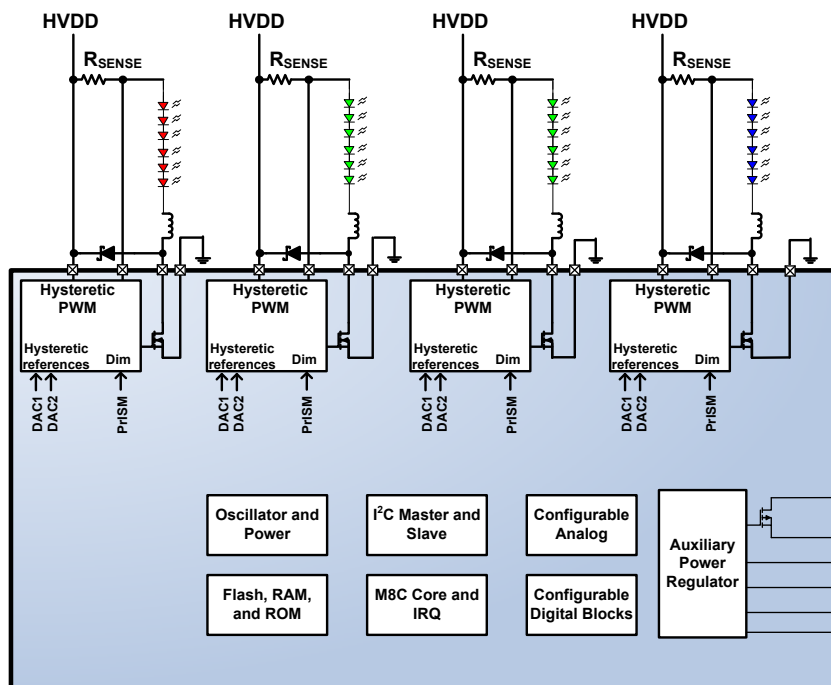 HVDD
HVDD
HVDD
HVDD
RSENSE
RSENSE
RSENSE
RSENSE
Hysteretic
PWM
Hysteretic
references
Dim
Hysteretic
PWM
Hysteretic
references
Dim
Hysteretic
PWM
Hysteretic
references
Dim
Hysteretic
PWM
Hysteretic
references
Dim
DAC1
DAC2
PrISM
DAC1
DAC2
PrISM
DAC1
DAC2
PrISM
DAC1
DAC2
PrISM
Oscillator and
Power
I²C Master and
Slave
Configurable
Analog
Auxiliary
Power
Regulator
Flash, RAM,
and ROM
M8C Core and
IRQ
Configurable
Digital Blocks